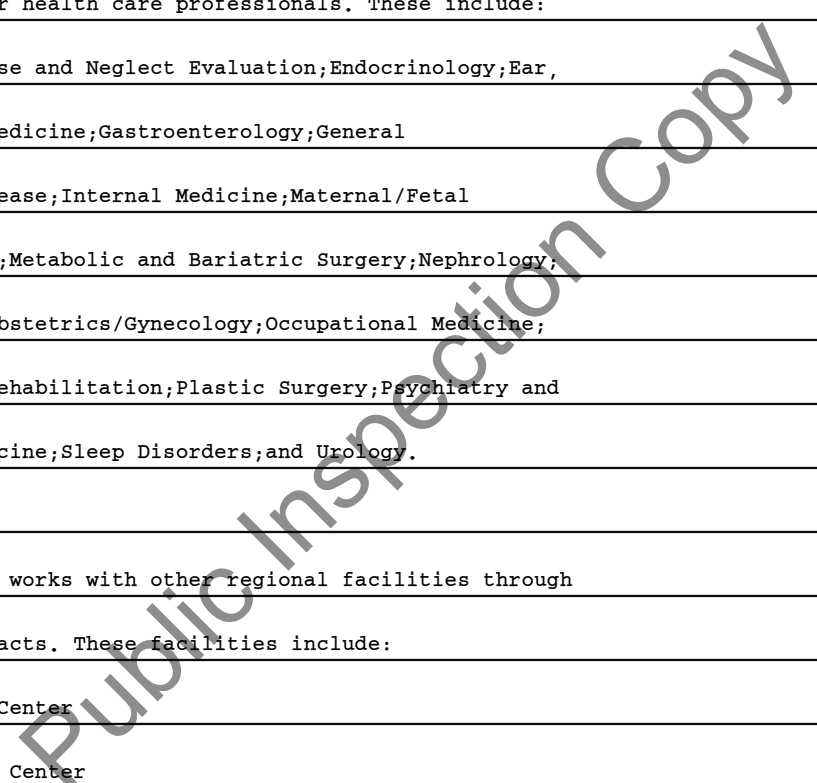 r health care professionals. These include:
se and Neglect Evaluation;Endocrinology;Ear,
edicine;Gastroenterology;General
ease;Internal Medicine;Maternal/Fetal
;Metabolic and Bariatric Surgery;Nephrology;
bstetrics/Gynecology;Occupational Medicine;
ehabilitation;Plastic Surgery;Psychiatry and
cine;Sleep Disorders;and Urology.
works with other regional facilities through
acts. These facilities include:
Center
Center
Public Inspection Copy